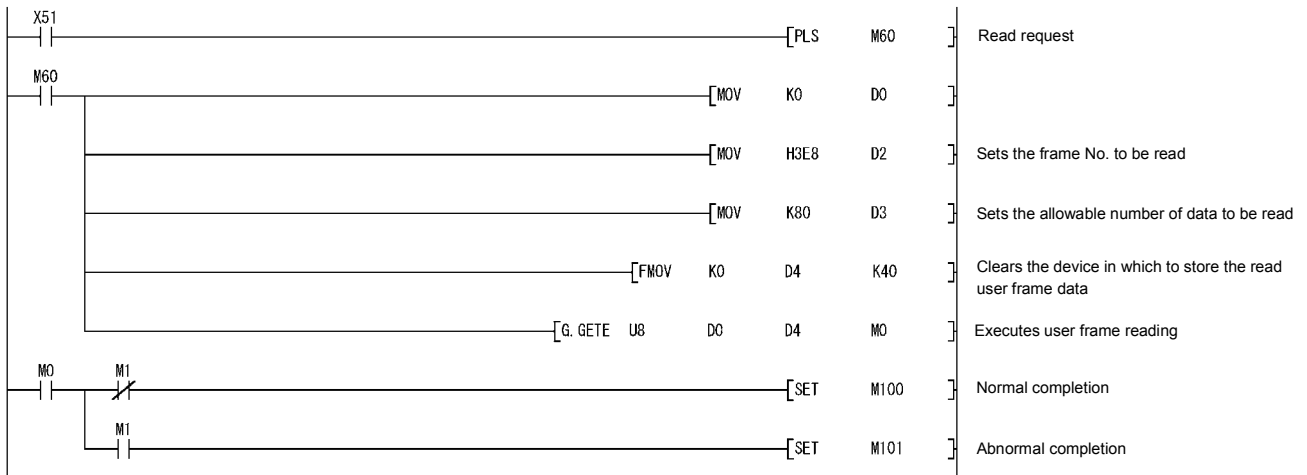 X51
[PLS M60 ] Read request
M60
[MOV K0 D0 ]
[MOV H3E8 D2 ] Sets the frame No. to be read
[MOV K80 D3 ] Sets the allowable number of data to be read
[FMOV K0 D4 K40 ] Clears the device in which to store the read
user frame data
[G.GETE U8 D0 D4 M0 ] Executes user frame reading
M0 M1
[SET M100 ] Normal completion
M1
[SET M101 ] Abnormal completion